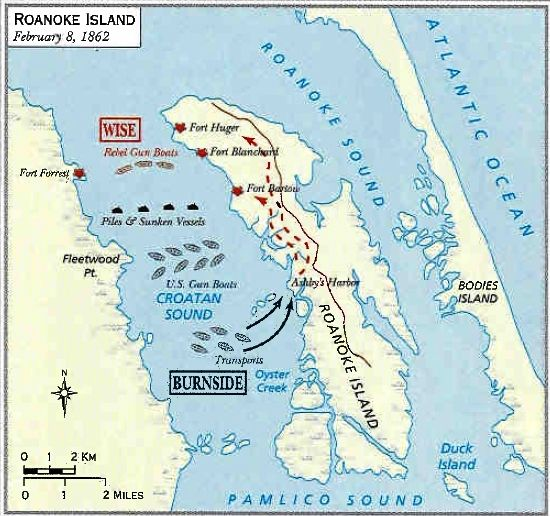 ROANOKE ISLAND
February 8, 1862
ROANOKE SOUND
ATLANTIC OCEAN
WISE
Rebel Gun Boats
Fort Huger
Fort Blanchard
Fort Forrest
Fort Bartow
Piles & Sunken Vessels
Fleetwood
Pt.
U.S. Gun Boats
CROATAN
SOUND
Ashby's Harbor
BODIES
ISLAND
ROANOKE ISLAND
Transports
BURNSIDE
Oyster
Creek
N
Duck
Island
0 1 2 KM
0 1 2 MILES
PAMLICO SOUND